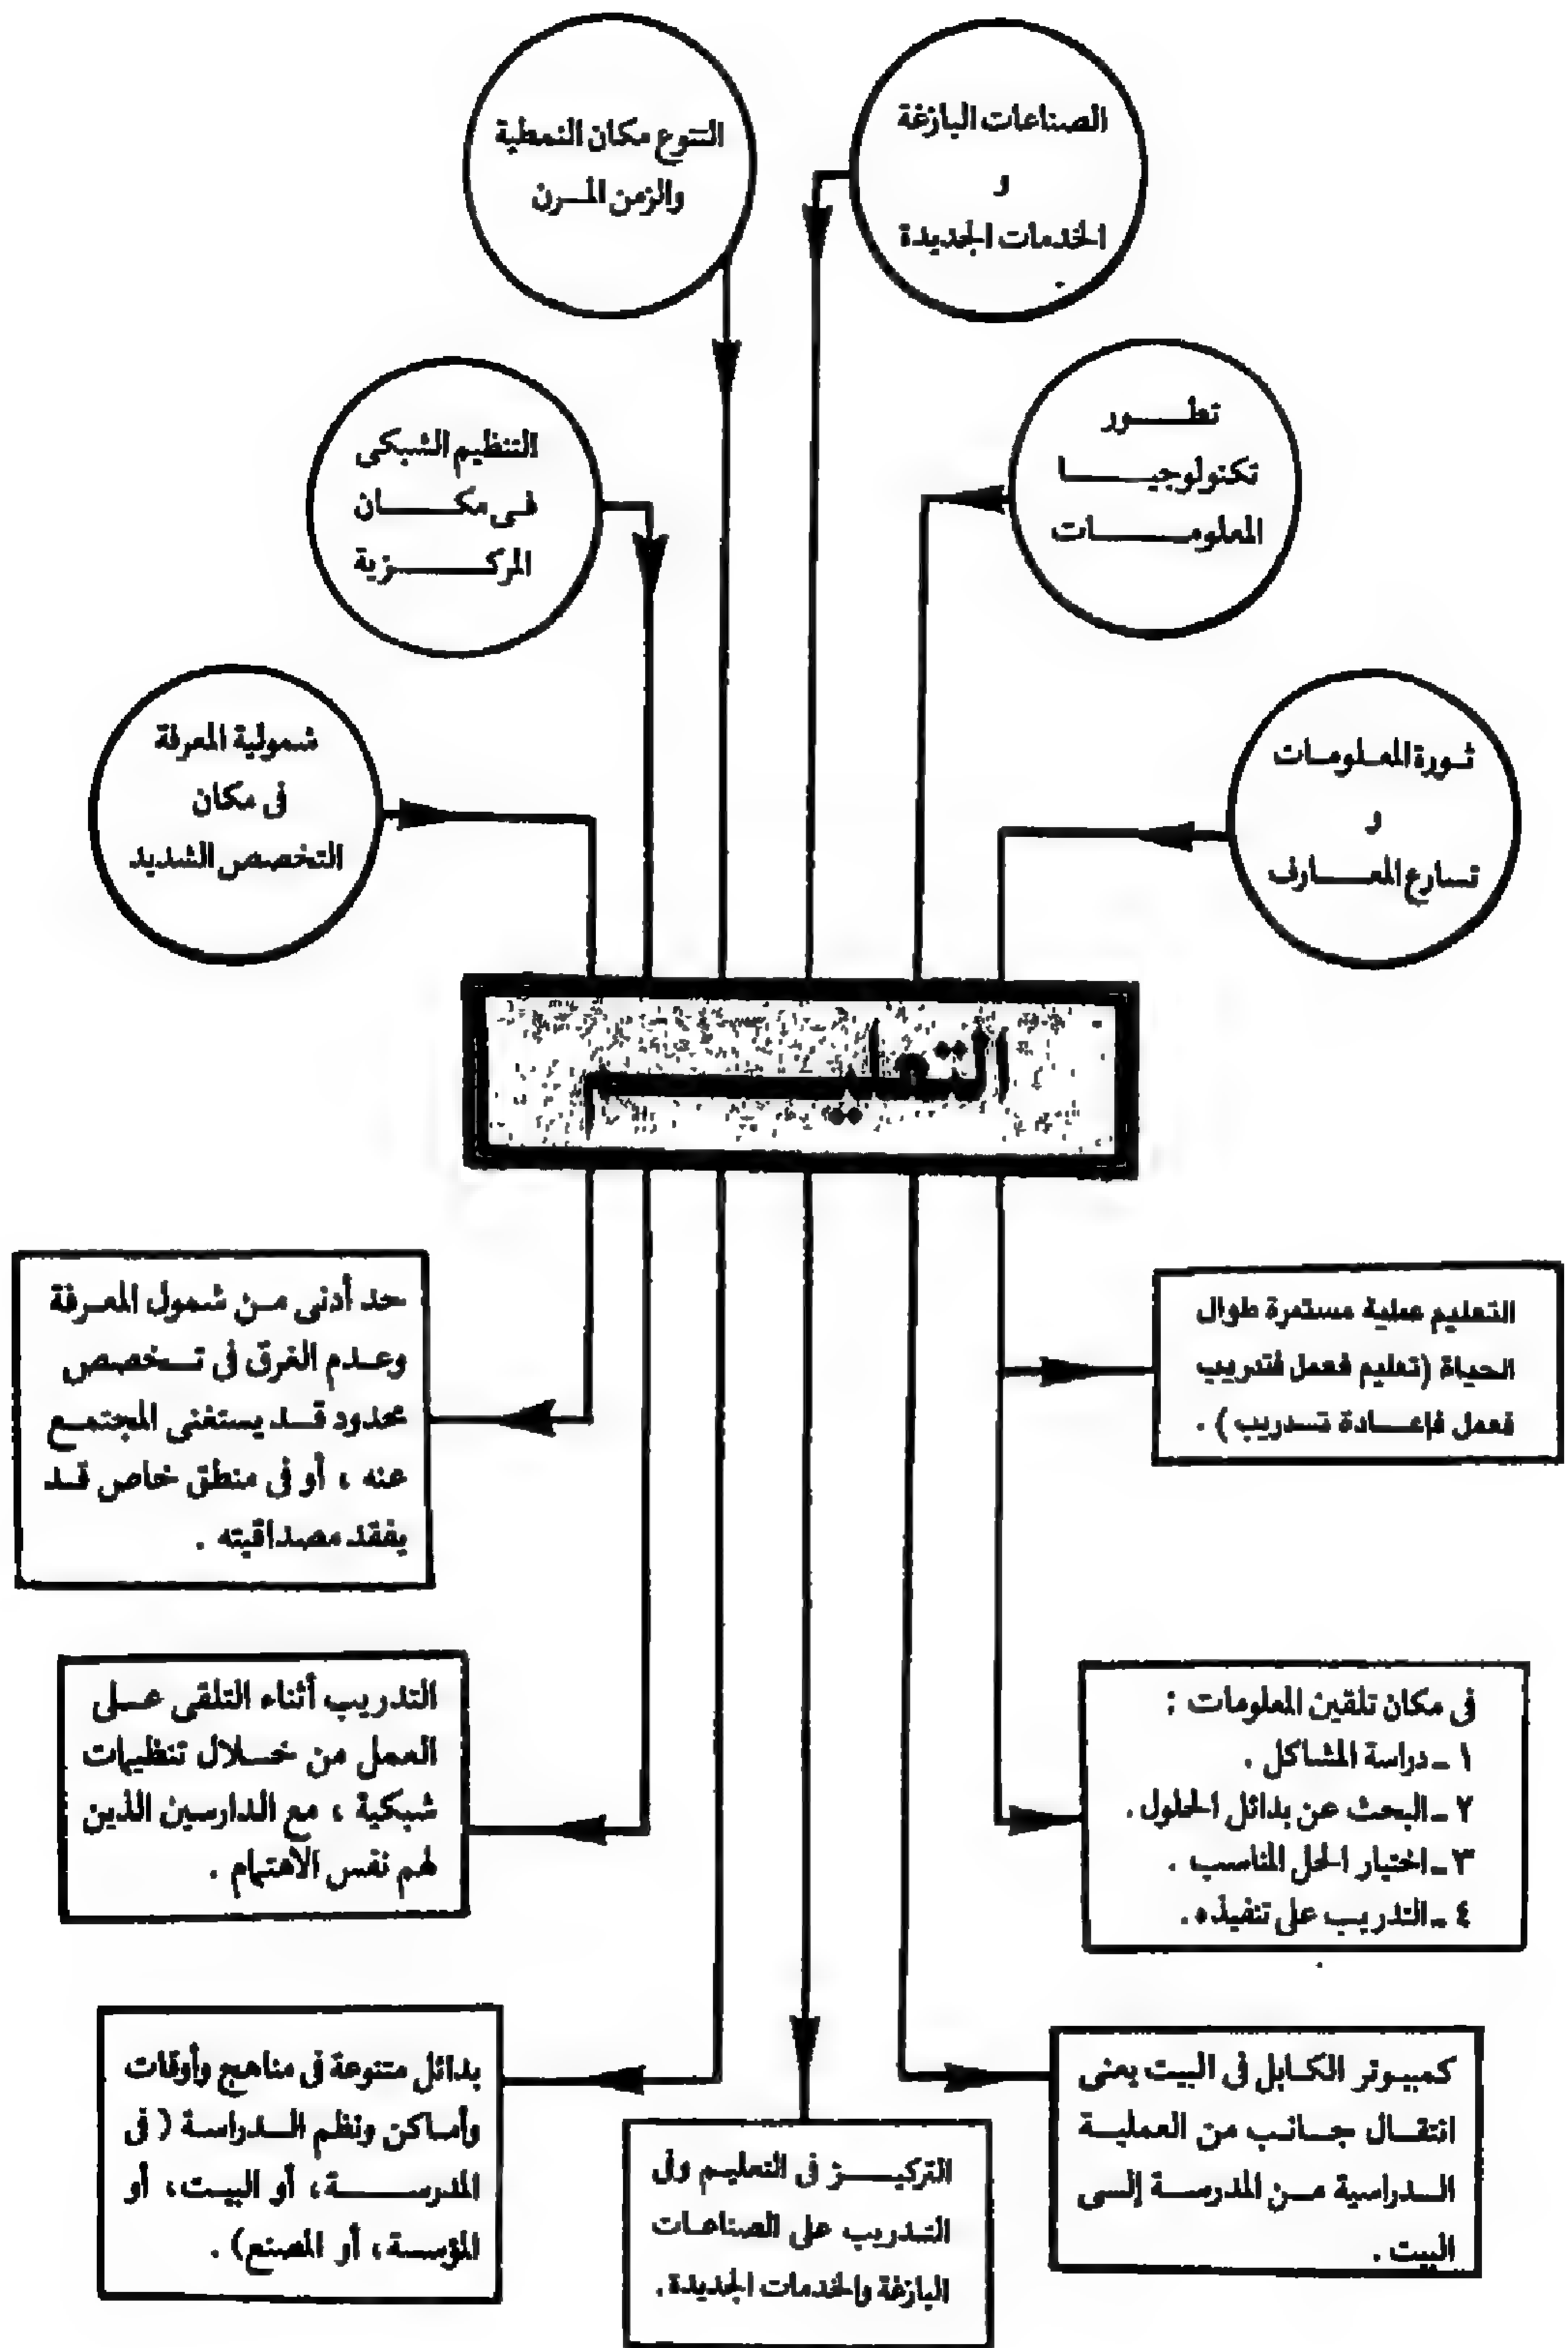 الصناعات البازغة
و
الخدمات الجديدة
التنوع مكان النمطية
والزمن المرن
تطور
تكنولوجيا
المعلومات
التنظيم الشبكى
فى مكان
المركزية
ثورة المعلومات
و
تسارع المعارف
شمولية المعرفة
فى مكان
التخصص الشديد
التعليم
التعليم عملية مستمرة طوال
الحياة (تعليم فعمل فتدريب
فعمل فإعادة تدريب) .
حد أدنى من شمول المعرفة
وعدم الغرق فى تخصص
محدود قد يستغنى المجتمع
عنه ، أو فى منطق خاص قد
يفقد مصداقيته .
فى مكان تلقين المعلومات :
١ ـ دراسة المشاكل .
٢ ـ البحث عن بدائل الحلول .
٣ ـ اختيار الحل المناسب .
٤ ـ التدريب على تنفيذه .
التدريب أثناء التلقى على
العمل من خلال تنظيمات
شبكية ، مع الدارسين الذين
لهم نفس الاهتمام .
كمبيوتر الكابل فى البيت يعنى
انتقال جانب من العملية
الدراسية من المدرسة إلى
البيت .
التركيز فى التعليم وفى
التدريب على الصناعات
البازغة والخدمات الجديدة .
بدائل متنوعة فى مناهج وأوقات
وأماكن ونظم الدراسة ( فى
المدرسة ، أو البيت ، أو
المؤسسة ، أو المصنع) .